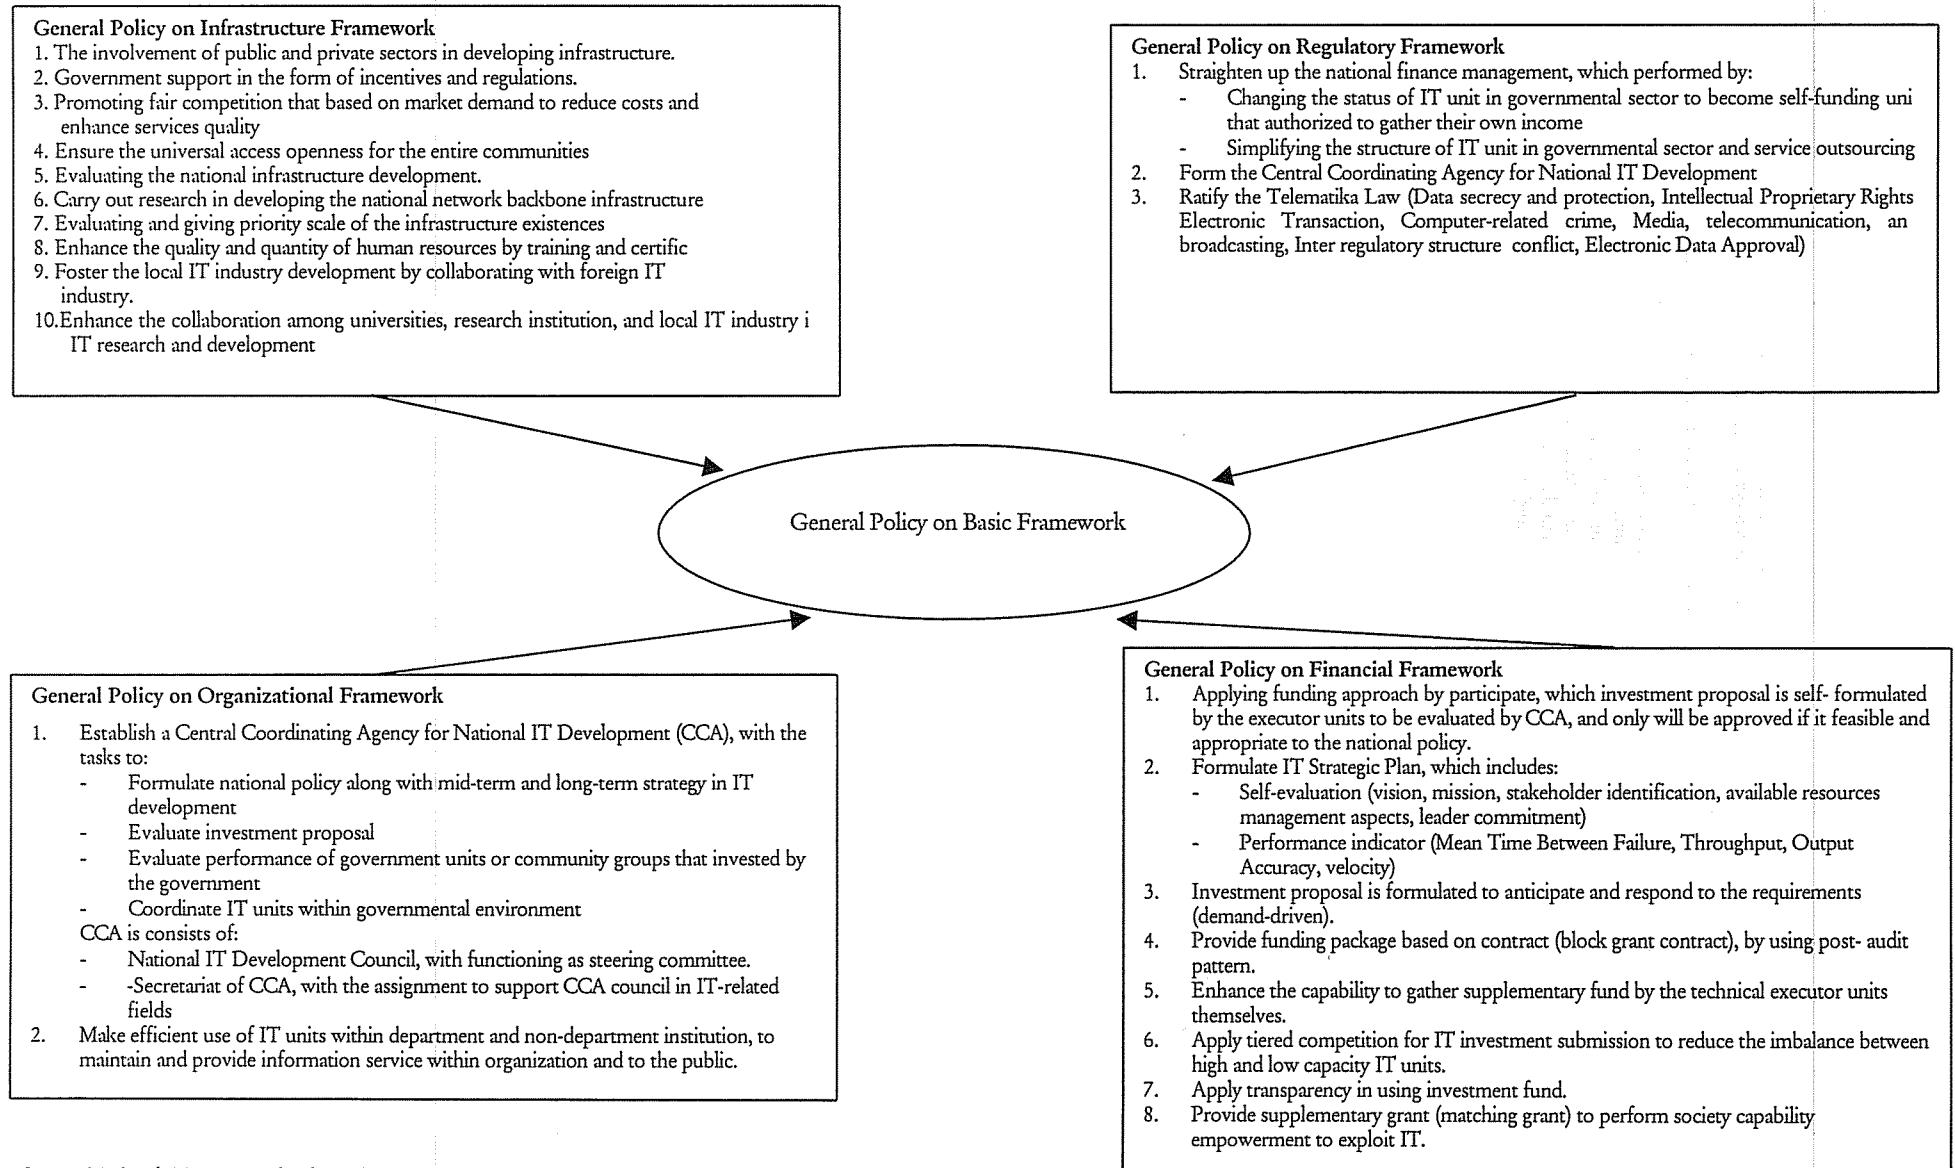 General Policy on Infrastructure Framework
1. The involvement of public and private sectors in developing infrastructure.
2. Government support in the form of incentives and regulations.
3. Promoting fair competition that based on market demand to reduce costs and
enhance services quality
4. Ensure the universal access openness for the entire communities
5. Evaluating the national infrastructure development.
6. Carry out research in developing the national network backbone infrastructure
7. Evaluating and giving priority scale of the infrastructure existences
8. Enhance the quality and quantity of human resources by training and certific
9. Foster the local IT industry development by collaborating with foreign IT
industry.
10.Enhance the collaboration among universities, research institution, and local IT industry i
IT research and development
General Policy on Regulatory Framework
1. Straighten up the national finance management, which performed by:
- Changing the status of IT unit in governmental sector to become self-funding uni
that authorized to gather their own income
- Simplifying the structure of IT unit in governmental sector and service outsourcing
2. Form the Central Coordinating Agency for National IT Development
3. Ratify the Telematika Law (Data secrecy and protection, Intellectual Proprietary Rights
Electronic Transaction, Computer-related crime, Media, telecommunication, an
broadcasting, Inter regulatory structure conflict, Electronic Data Approval)
General Policy on Basic Framework
General Policy on Organizational Framework
1. Establish a Central Coordinating Agency for National IT Development (CCA), with the
tasks to:
- Formulate national policy along with mid-term and long-term strategy in IT
development
- Evaluate investment proposal
- Evaluate performance of government units or community groups that invested by
the government
- Coordinate IT units within governmental environment
CCA is consists of:
- National IT Development Council, with functioning as steering committee.
- -Secretariat of CCA, with the assignment to support CCA council in IT-related
fields
2. Make efficient use of IT units within department and non-department institution, to
maintain and provide information service within organization and to the public.
General Policy on Financial Framework
1. Applying funding approach by participate, which investment proposal is self- formulated
by the executor units to be evaluated by CCA, and only will be approved if it feasible and
appropriate to the national policy.
2. Formulate IT Strategic Plan, which includes:
- Self-evaluation (vision, mission, stakeholder identification, available resources
management aspects, leader commitment)
- Performance indicator (Mean Time Between Failure, Throughput, Output
Accuracy, velocity)
3. Investment proposal is formulated to anticipate and respond to the requirements
(demand-driven).
4. Provide funding package based on contract (block grant contract), by using post- audit
pattern.
5. Enhance the capability to gather supplementary fund by the technical executor units
themselves.
6. Apply tiered competition for IT investment submission to reduce the imbalance between
high and low capacity IT units.
7. Apply transparency in using investment fund.
8. Provide supplementary grant (matching grant) to perform society capability
empowerment to exploit IT.